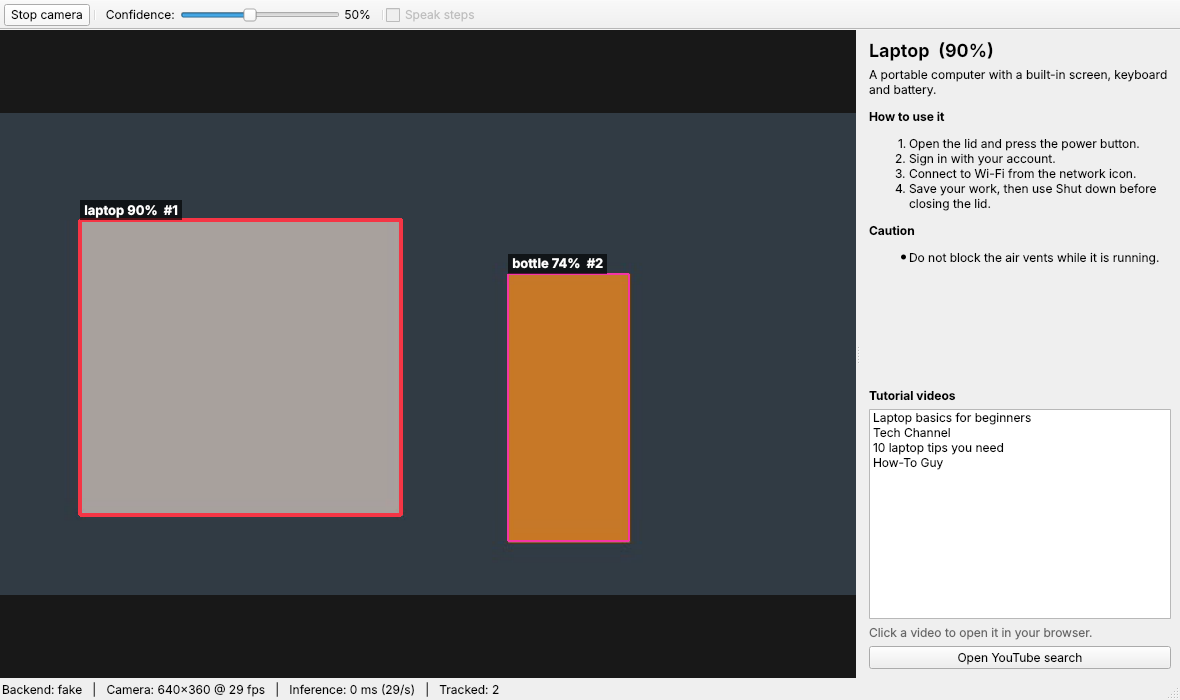 Stop camera
Confidence:
50%
Speak steps
laptop 90%  #1
bottle 74%  #2
Laptop  (90%)
A portable computer with a built-in screen, keyboard
and battery.
How to use it
1. Open the lid and press the power button.
2. Sign in with your account.
3. Connect to Wi-Fi from the network icon.
4. Save your work, then use Shut down before
closing the lid.
Caution
• Do not block the air vents while it is running.
Tutorial videos
Laptop basics for beginners
Tech Channel
10 laptop tips you need
How-To Guy
Click a video to open it in your browser.
Open YouTube search
Backend: fake | Camera: 640×360 @ 29 fps | Inference: 0 ms (29/s) | Tracked: 2